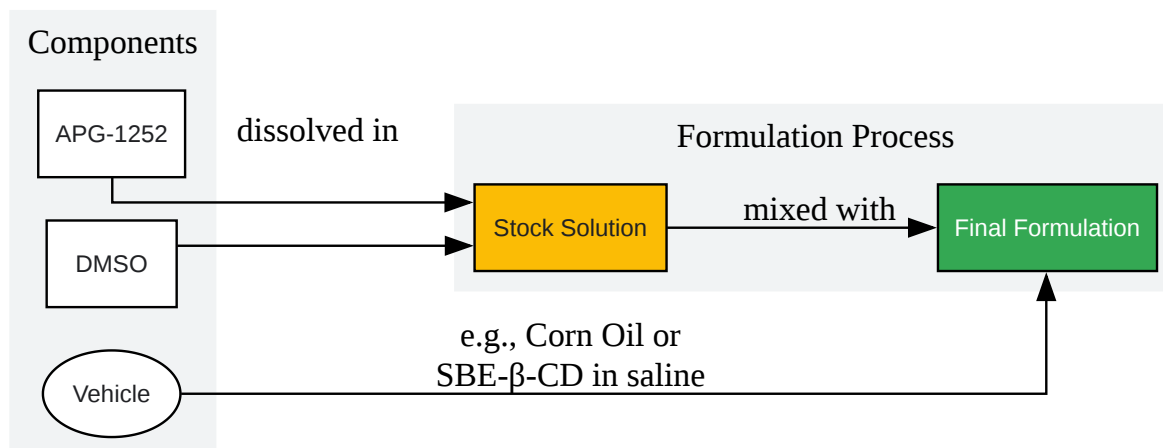 Components
APG-1252
dissolved in
Formulation Process
DMSO
Stock Solution
mixed with
Final Formulation
e.g., Corn Oil or
SBE-β-CD in saline
Vehicle